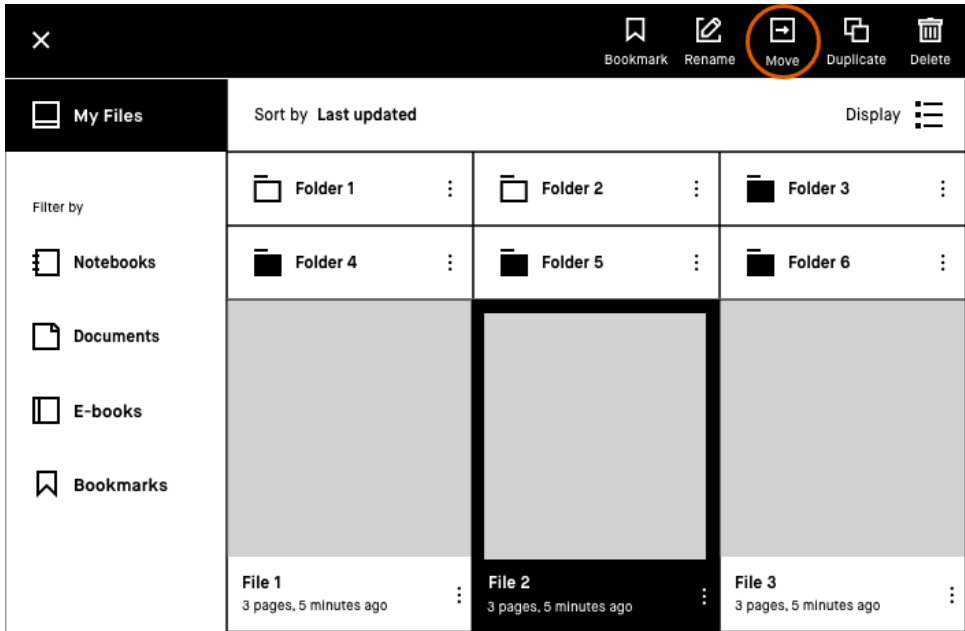 Bookmark Rename Move Duplicate Delete
My Files
Sort by Last updated
Display
Filter by
Notebooks
Documents
E-books
Bookmarks
Folder 1
Folder 2
Folder 3
Folder 4
Folder 5
Folder 6
File 1
3 pages, 5 minutes ago
File 2
3 pages, 5 minutes ago
File 3
3 pages, 5 minutes ago